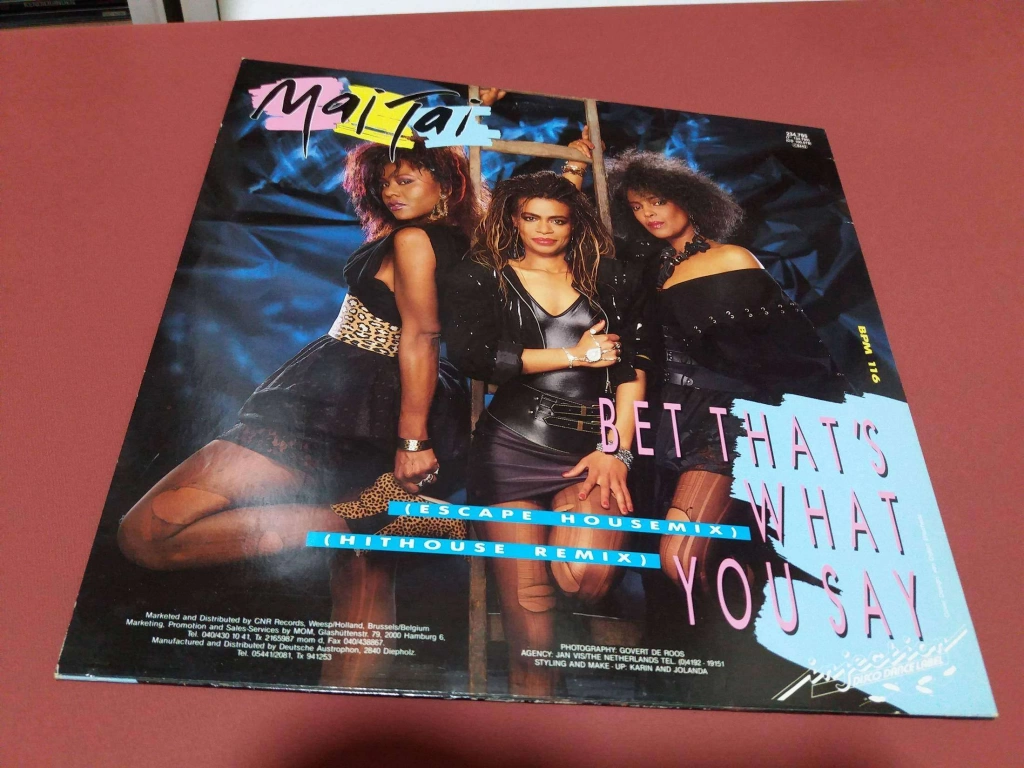 Mai Tai
234.795
BPM 116
BET THAT'S
WHAT
YOU SAY
(ESCAPE HOUSEMIX)
(HITHOUSE REMIX)
Marketed and Distributed by CNR Records, Weesp/Holland, Brussels/Belgium
Marketing, Promotion and Sales-Services by MOM, Glashüttenstr. 79, 2000 Hamburg 6,
Tel. 040/430 10 41, Tx 2165987 mom d, Fax 040/438867
Manufactured and Distributed by Deutsche Austrophon, 2840 Diepholz.
Tel. 05441/2081, Tx 941253
PHOTOGRAPHY: GOVERT DE ROOS
AGENCY: JAN VIS/THE NETHERLANDS TEL. (0)4192 - 19151
STYLING AND MAKE - UP: KARIN AND JOLANDA
Injection
DISCO DANCE LABEL